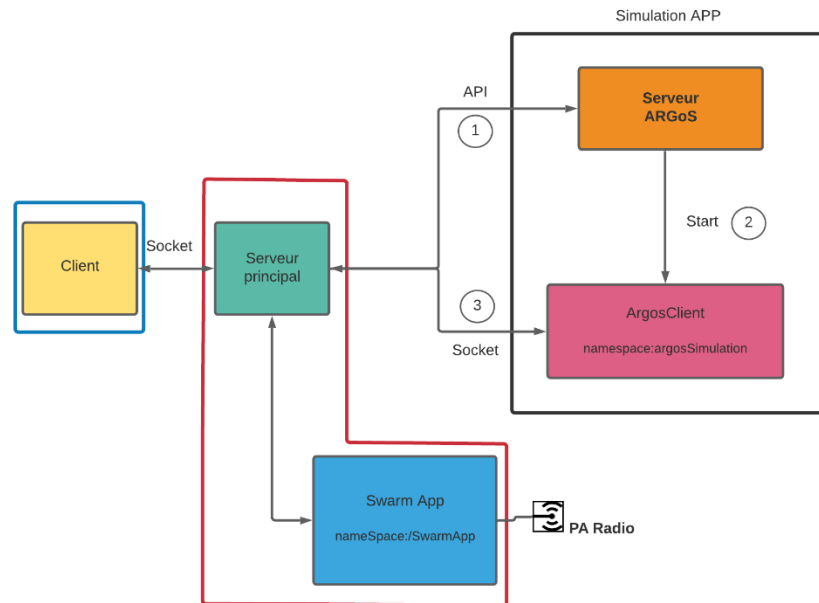 Simulation APP
API
1
Serveur
ARGoS
Start
2
Client
Socket
Serveur
principal
3
Socket
ArgosClient
namespace:argosSimulation
Swarm App
nameSpace:/SwarmApp
PA Radio